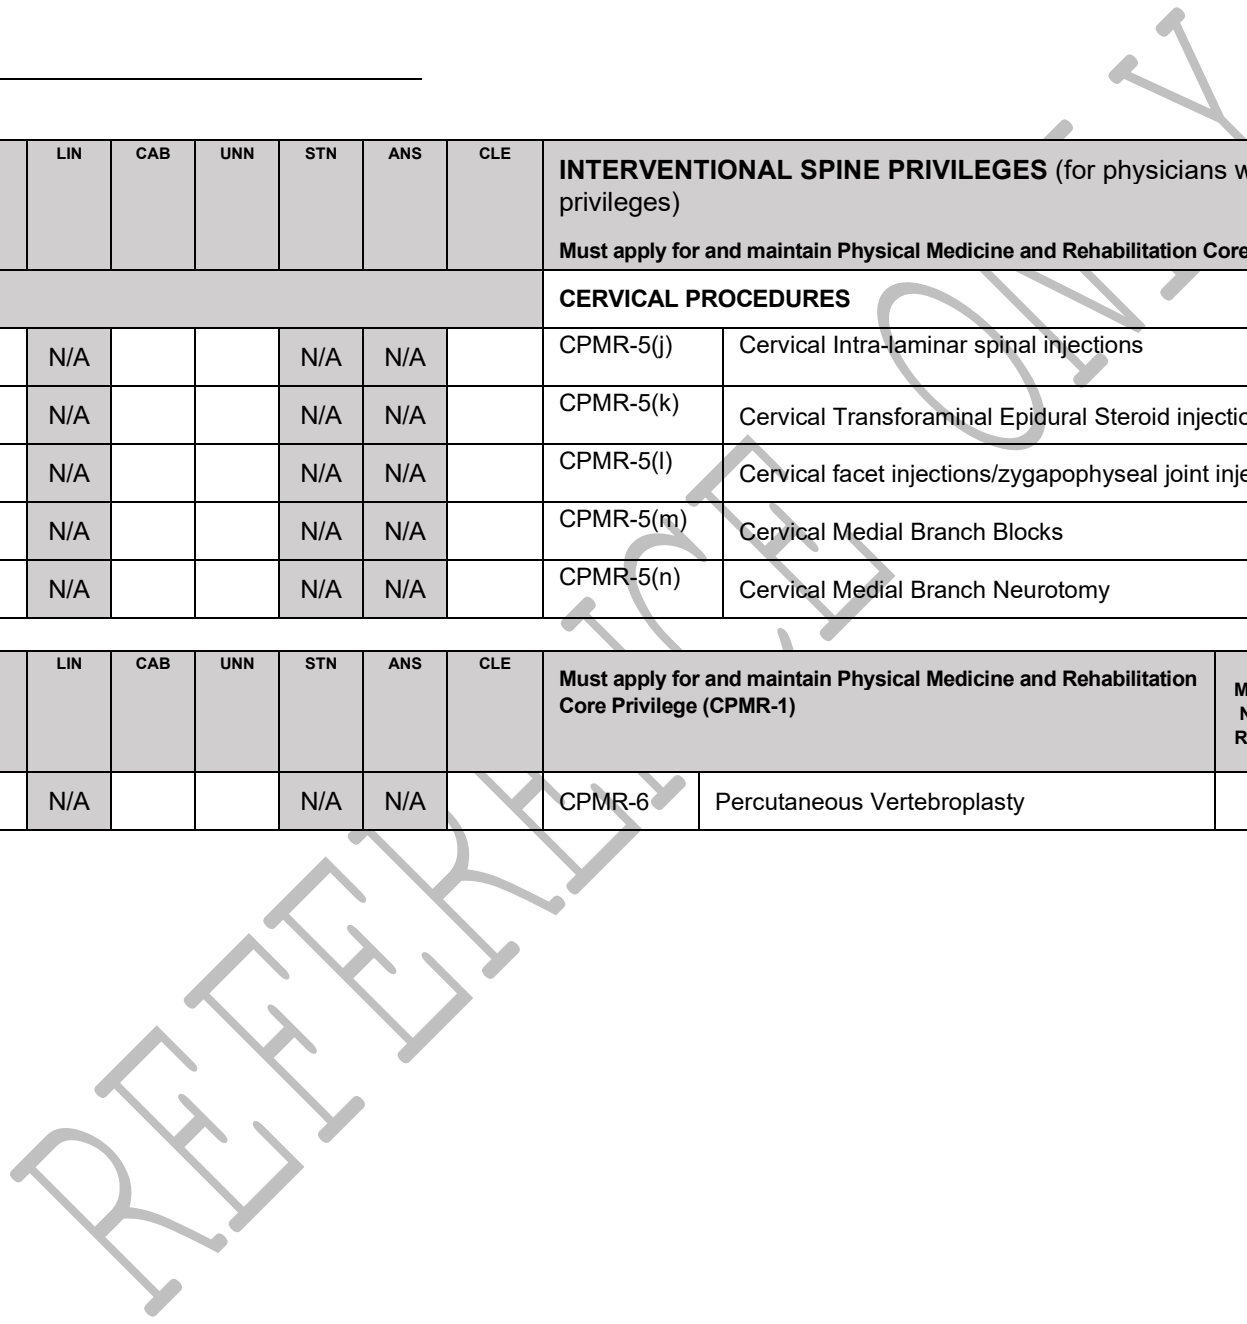 LIN CAB UNN STN ANS CLE INTERVENTIONAL SPINE PRIVILEGES (for physicians
privileges)
Must apply for and maintain Physical Medicine and Rehabilitation Core
CERVICAL PROCEDURES
N/A N/A N/A CPMR-5(j) Cervical Intra-laminar spinal injections
N/A N/A N/A CPMR-5(k) Cervical Transforaminal Epidural Steroid
N/A N/A N/A CPMR-5(l) Cervical facet injections/zygapophyseal joint
N/A N/A N/A CPMR-5(m) Cervical Medial Branch Blocks
N/A N/A N/A CPMR-5(n) Cervical Medial Branch Neurotomy
LIN CAB UNN STN ANS CLE Must apply for and maintain Physical Medicine and Rehabilitation
Core Privilege (CPMR-1)
N/A N/A N/A CPMR-6 Percutaneous Vertebroplasty
REFERENCE ONLY